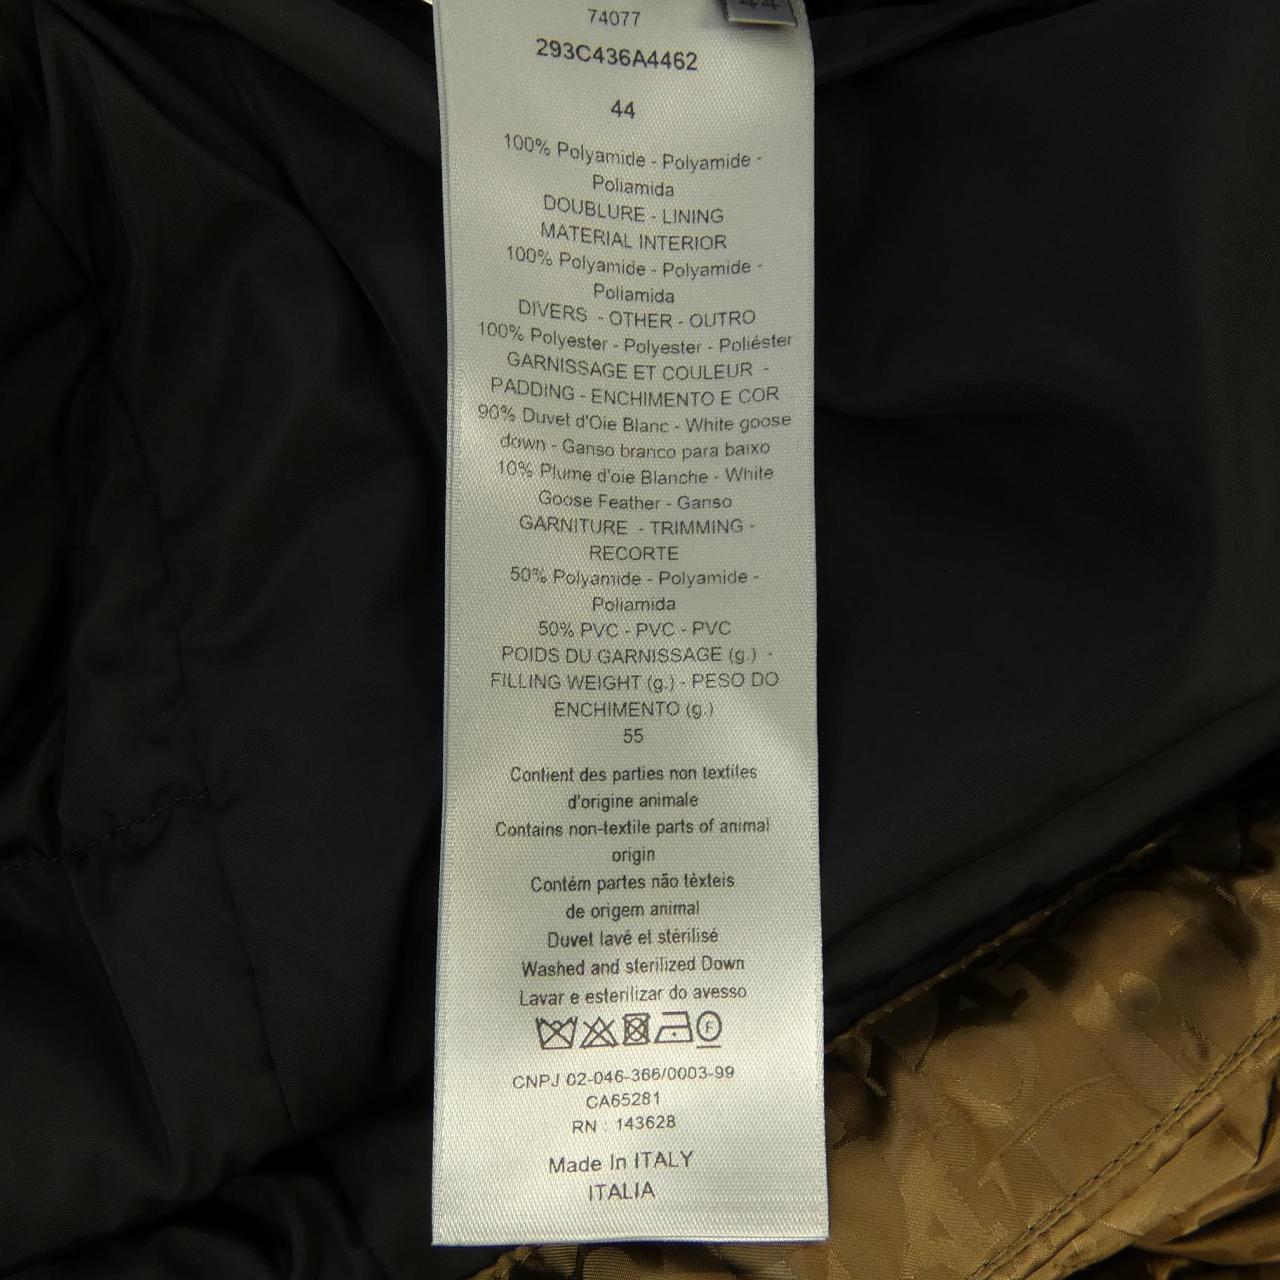 44
74077
293C436A4462
44
100% Polyamide - Polyamide -
Poliamida
DOUBLURE - LINING
MATERIAL INTERIOR
100% Polyamide - Polyamide -
Poliamida
DIVERS - OTHER - OUTRO
100% Polyester - Polyester - Poliéster
GARNISSAGE ET COULEUR -
PADDING - ENCHIMENTO E COR
90% Duvet d'Oie Blanc - White goose
down - Ganso branco para baixo
10% Plume d'oie Blanche - White
Goose Feather - Ganso
GARNITURE - TRIMMING -
RECORTE
50% Polyamide - Polyamide -
Poliamida
50% PVC - PVC - PVC
POIDS DU GARNISSAGE (g.) -
FILLING WEIGHT (g.) - PESO DO
ENCHIMENTO (g.)
55
Contient des parties non textiles
d'origine animale
Contains non-textile parts of animal
origin
Contém partes não têxteis
de origem animal
Duvet lavé et stérilisé
Washed and sterilized Down
Lavar e esterilizar do avesso
F
CNPJ 02-046-366/0003-99
CA65281
RN : 143628
Made In ITALY
ITALIA